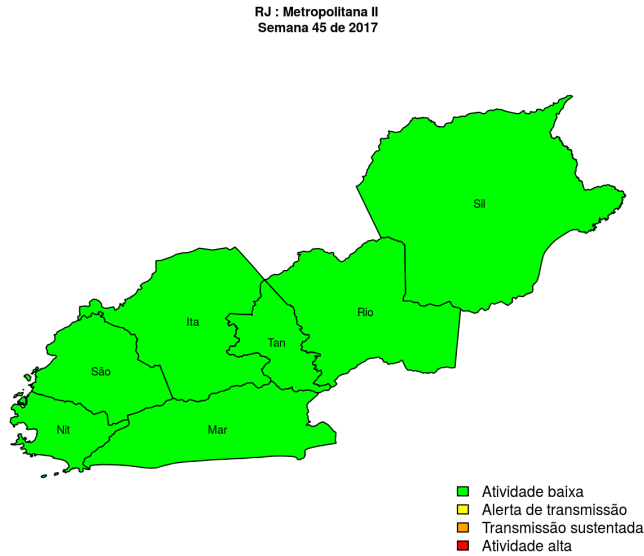 RJ : Metropolitana II
Semana 45 de 2017
Sil
Rio
Ita
Tan
São
Nit
Mar
Atividade baixa
Alerta de transmissão
Transmissão sustentada
Atividade alta